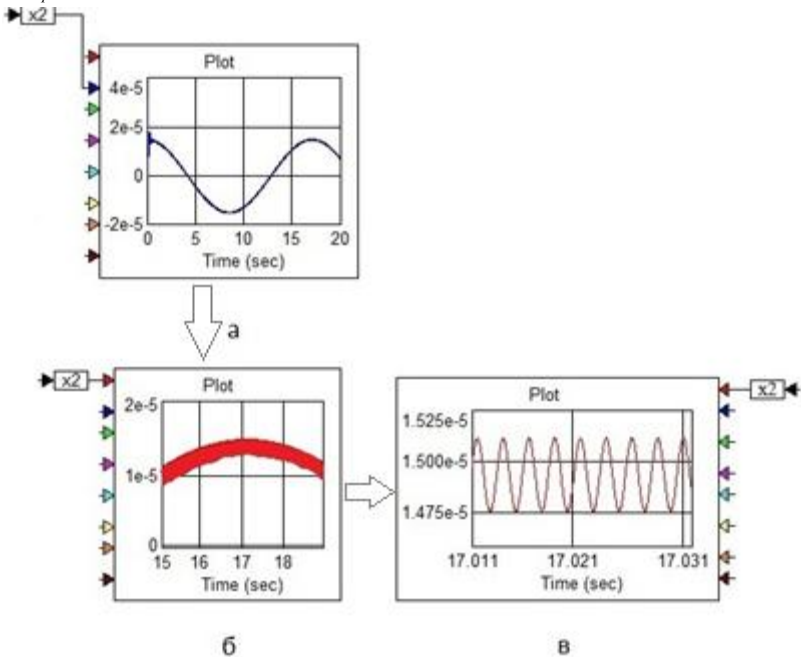 x2
Plot
4e-5
2e-5
0
-2e-5
0 5 10 15 20
Time (sec)
а
x2
Plot
2e-5
1e-5
0
15 16 17 18
Time (sec)
x2
Plot
1.525e-5
1.500e-5
1.475e-5
17.011 17.021 17.031
Time (sec)
б
в